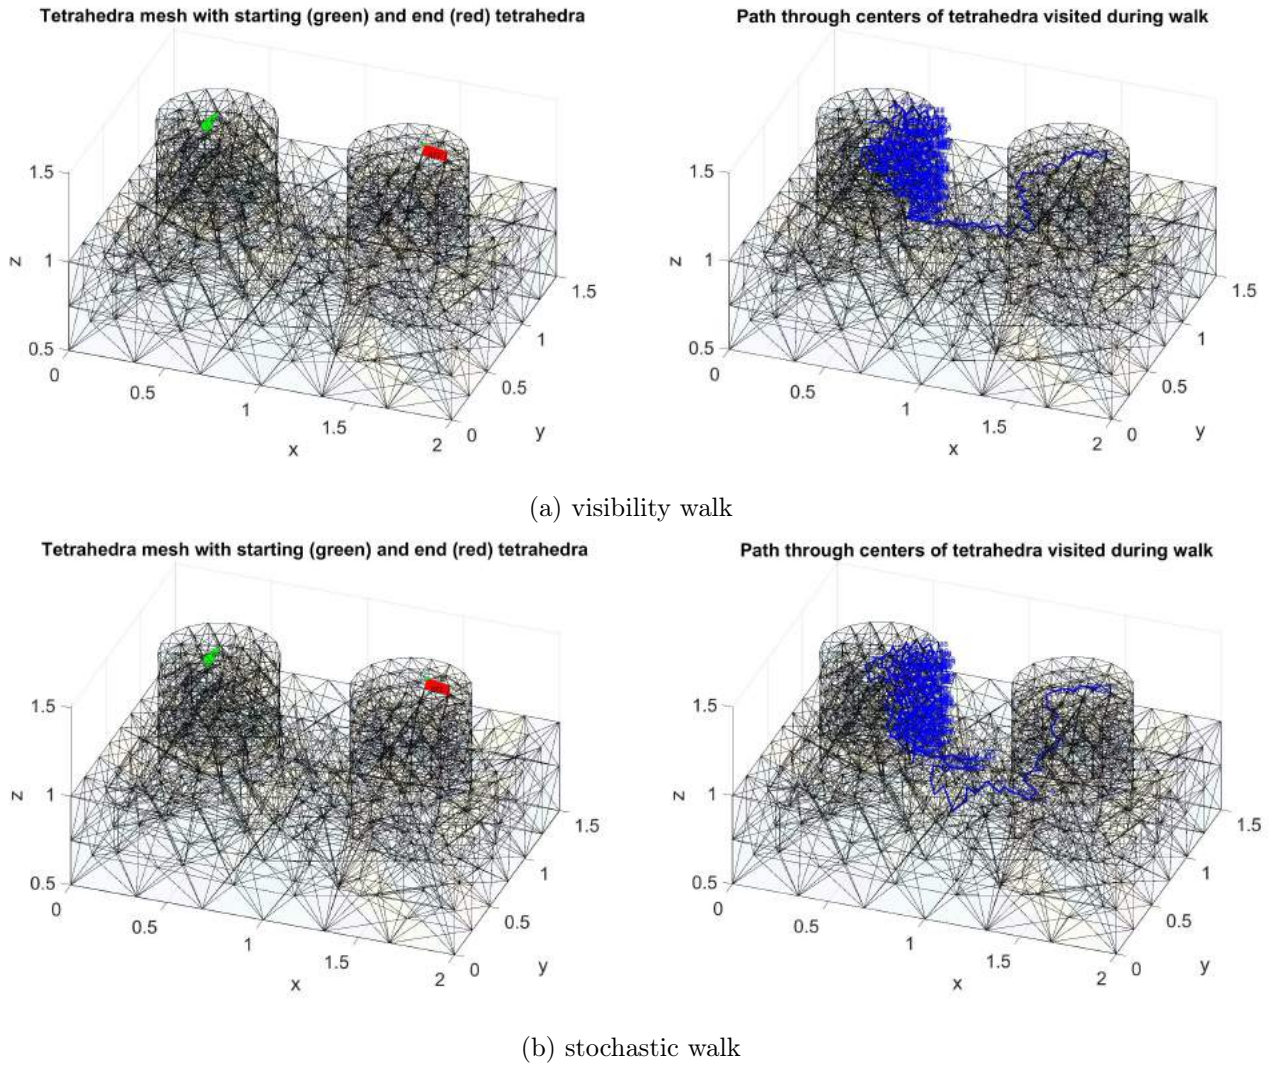 Tetrahedra mesh with starting (green) and end (red) tetrahedra
Path through centers of tetrahedra visited during walk
1.5
1
0.5
z
0
0.5
1
1.5
2
x
0
0.5
1
1.5
y
1.5
1
0.5
z
0
0.5
1
1.5
2
x
0
0.5
1
1.5
y
(a) visibility walk
Tetrahedra mesh with starting (green) and end (red) tetrahedra
Path through centers of tetrahedra visited during walk
1.5
1
0.5
z
0
0.5
1
1.5
2
x
0
0.5
1
1.5
y
1.5
1
0.5
z
0
0.5
1
1.5
2
x
0
0.5
1
1.5
y
(b) stochastic walk